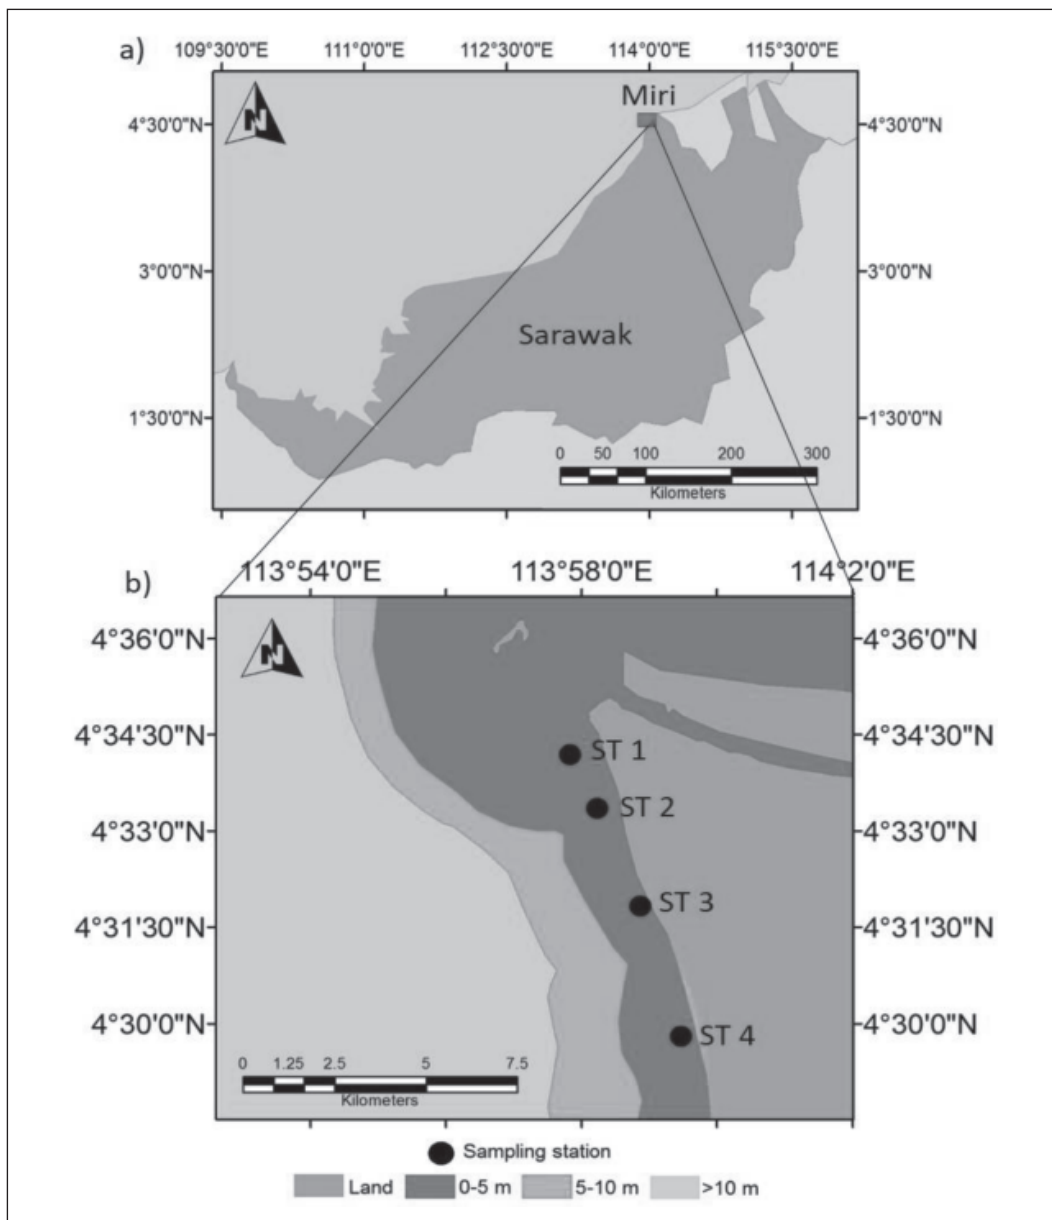 a)
109°30'0"E 111°0'0"E 112°30'0"E 114°0'0"E 115°30'0"E
N
Miri
4°30'0"N 4°30'0"N
3°0'0"N 3°0'0"N
Sarawak
1°30'0"N 1°30'0"N
0 50 100 200 300
Kilometers
b)
113°54'0"E 113°58'0"E 114°2'0"E
N
4°36'0"N 4°36'0"N
4°34'30"N 4°34'30"N
ST 1
ST 2
4°33'0"N 4°33'0"N
ST 3
4°31'30"N 4°31'30"N
4°30'0"N 4°30'0"N
ST 4
0 1.25 2.5 5 7.5
Kilometers
Sampling station
Land 0-5 m 5-10 m >10 m